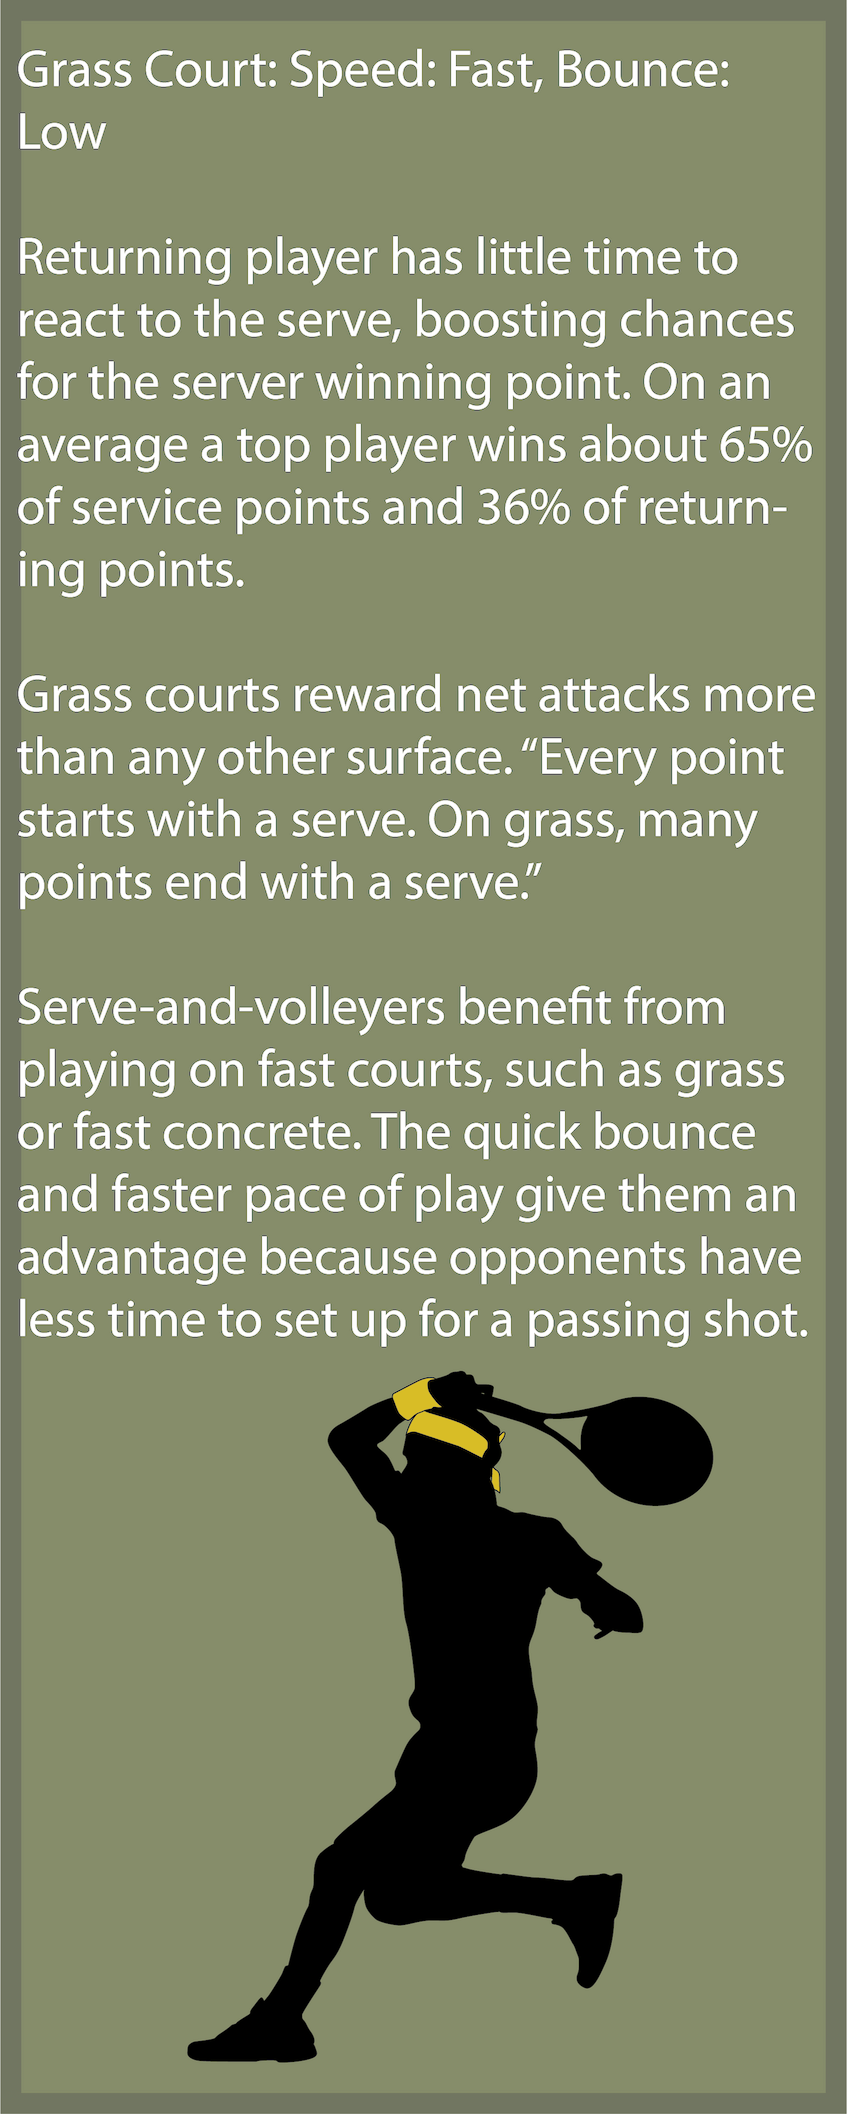 Grass Court: Speed: Fast, Bounce:
Low
Returning player has little time to
react to the serve, boosting chances
for the server winning point. On an
average a top player wins about 65%
of service points and 36% of return-
ing points.
Grass courts reward net attacks more
than any other surface. “Every point
starts with a serve. On grass, many
points end with a serve.”
Serve-and-volleyers benefit from
playing on fast courts, such as grass
or fast concrete. The quick bounce
and faster pace of play give them an
advantage because opponents have
less time to set up for a passing shot.